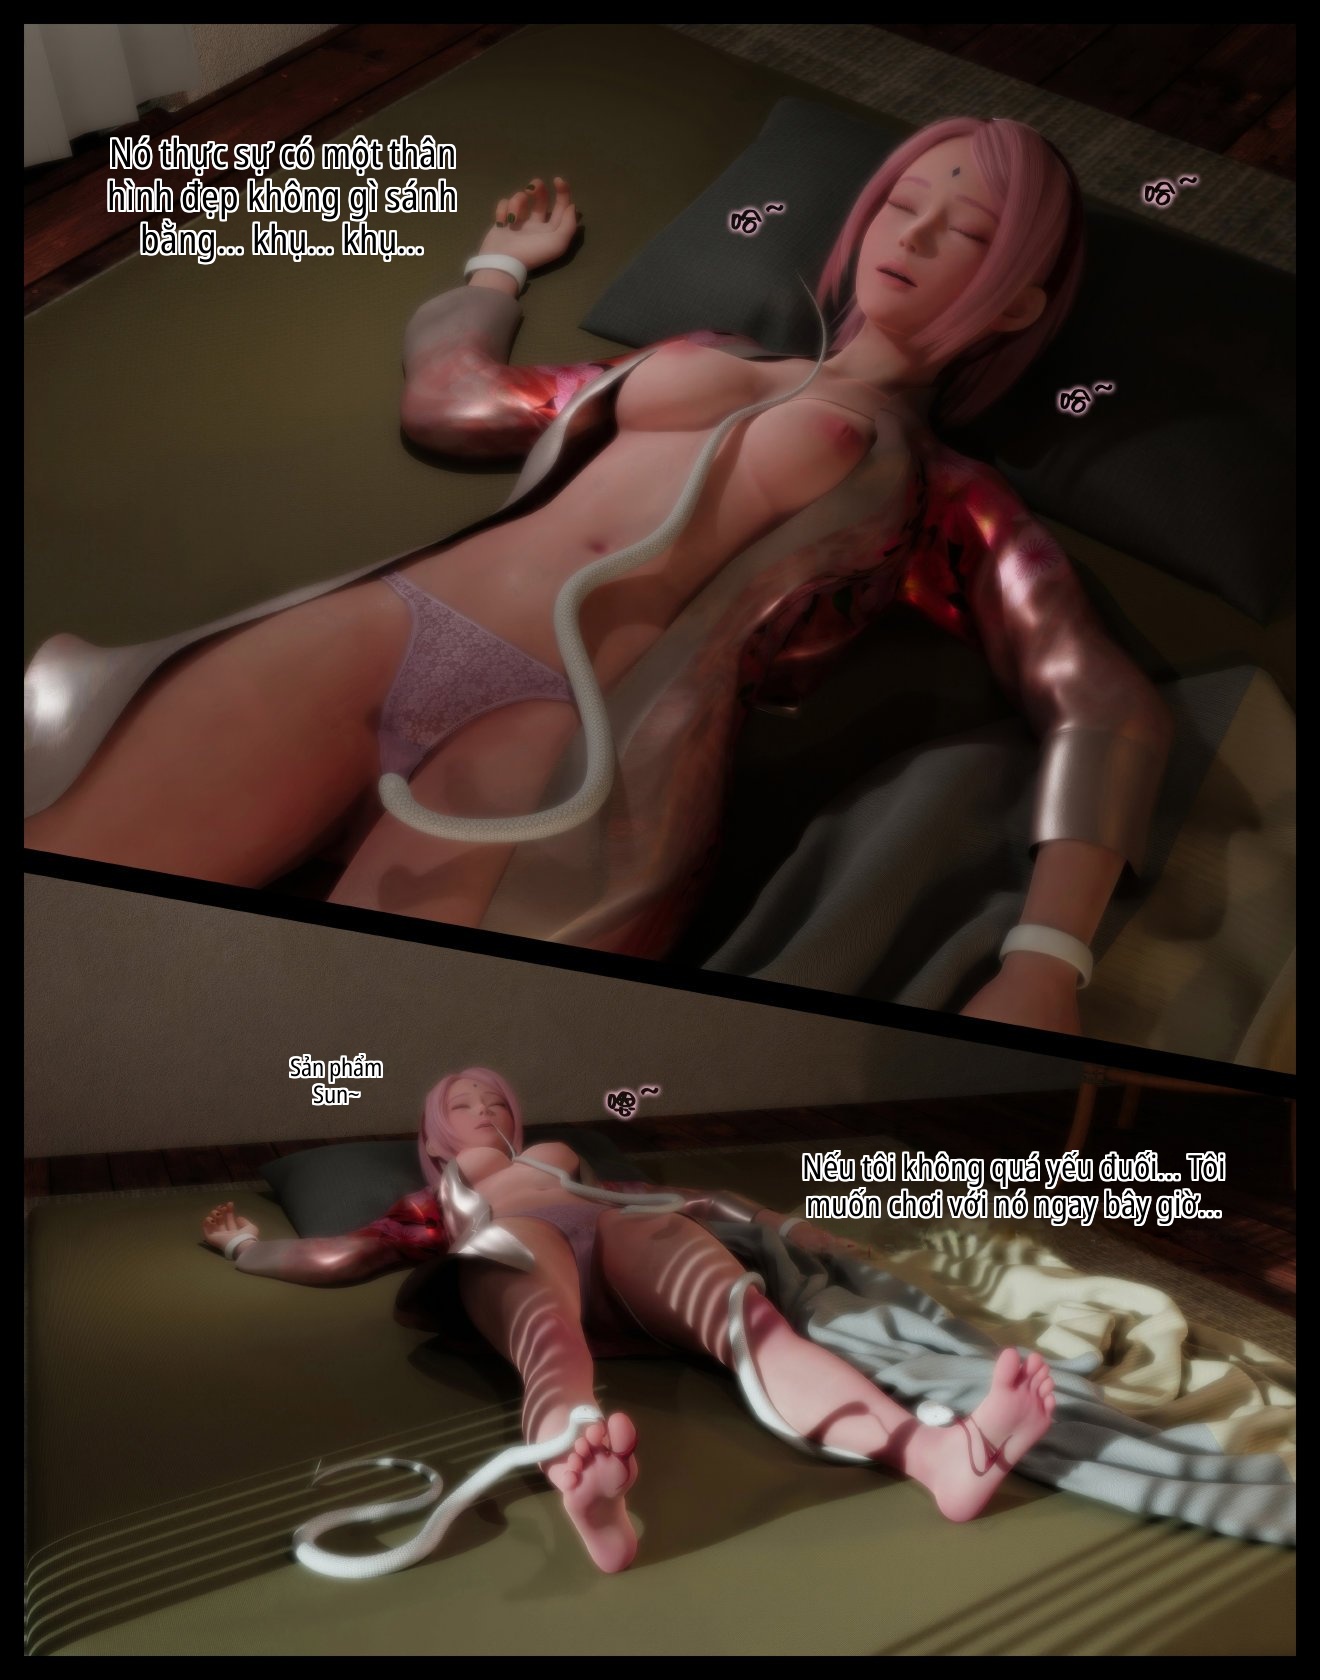 Nó thực sự có một thân
hình đẹp không gì sánh
bằng... khụ... khụ...
Sản phẩm
Sun~
Nếu tôi không quá yếu đuối... Tôi
muốn chơi với nó ngay bây giờ...